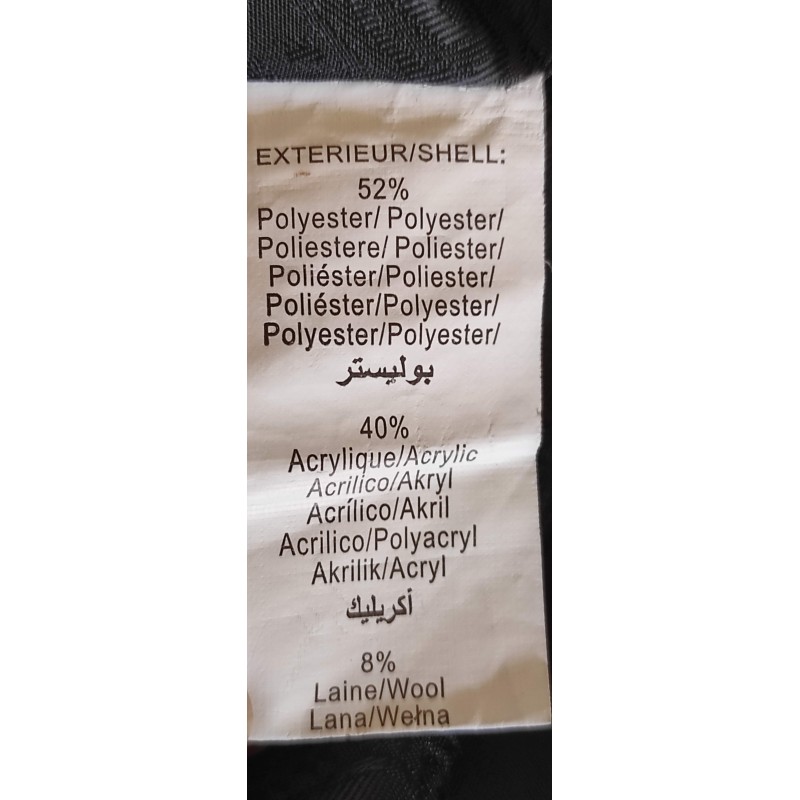 EXTERIEUR/SHELL:
52%
Polyester/ Polyester/
Poliestere/ Poliester/
Poliéster/Poliester/
Poliéster/Polyester/
Polyester/Polyester/
بوليستر
40%
Acrylique/Acrylic
Acrilico/Akryl
Acrílico/Akril
Acrilico/Polyacryl
Akrilik/Acryl
أكريليك
8%
Laine/Wool
Lana/Wełna